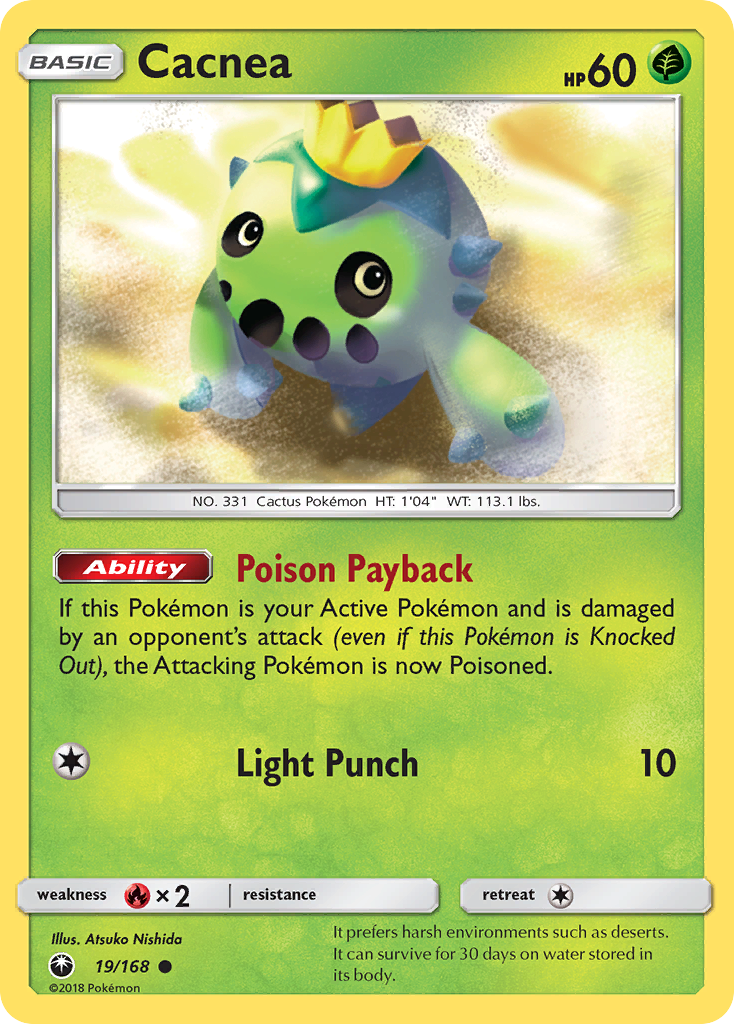 BASIC Cacnea HP60
NO. 331 Cactus Pokémon HT: 1'04" WT: 113.1 lbs.
Ability Poison Payback
If this Pokémon is your Active Pokémon and is damaged
by an opponent's attack (even if this Pokémon is Knocked
Out), the Attacking Pokémon is now Poisoned.
Light Punch 10
weakness ×2 resistance retreat
Illus. Atsuko Nishida
19/168
©2018 Pokémon
It prefers harsh environments such as deserts.
It can survive for 30 days on water stored in
its body.